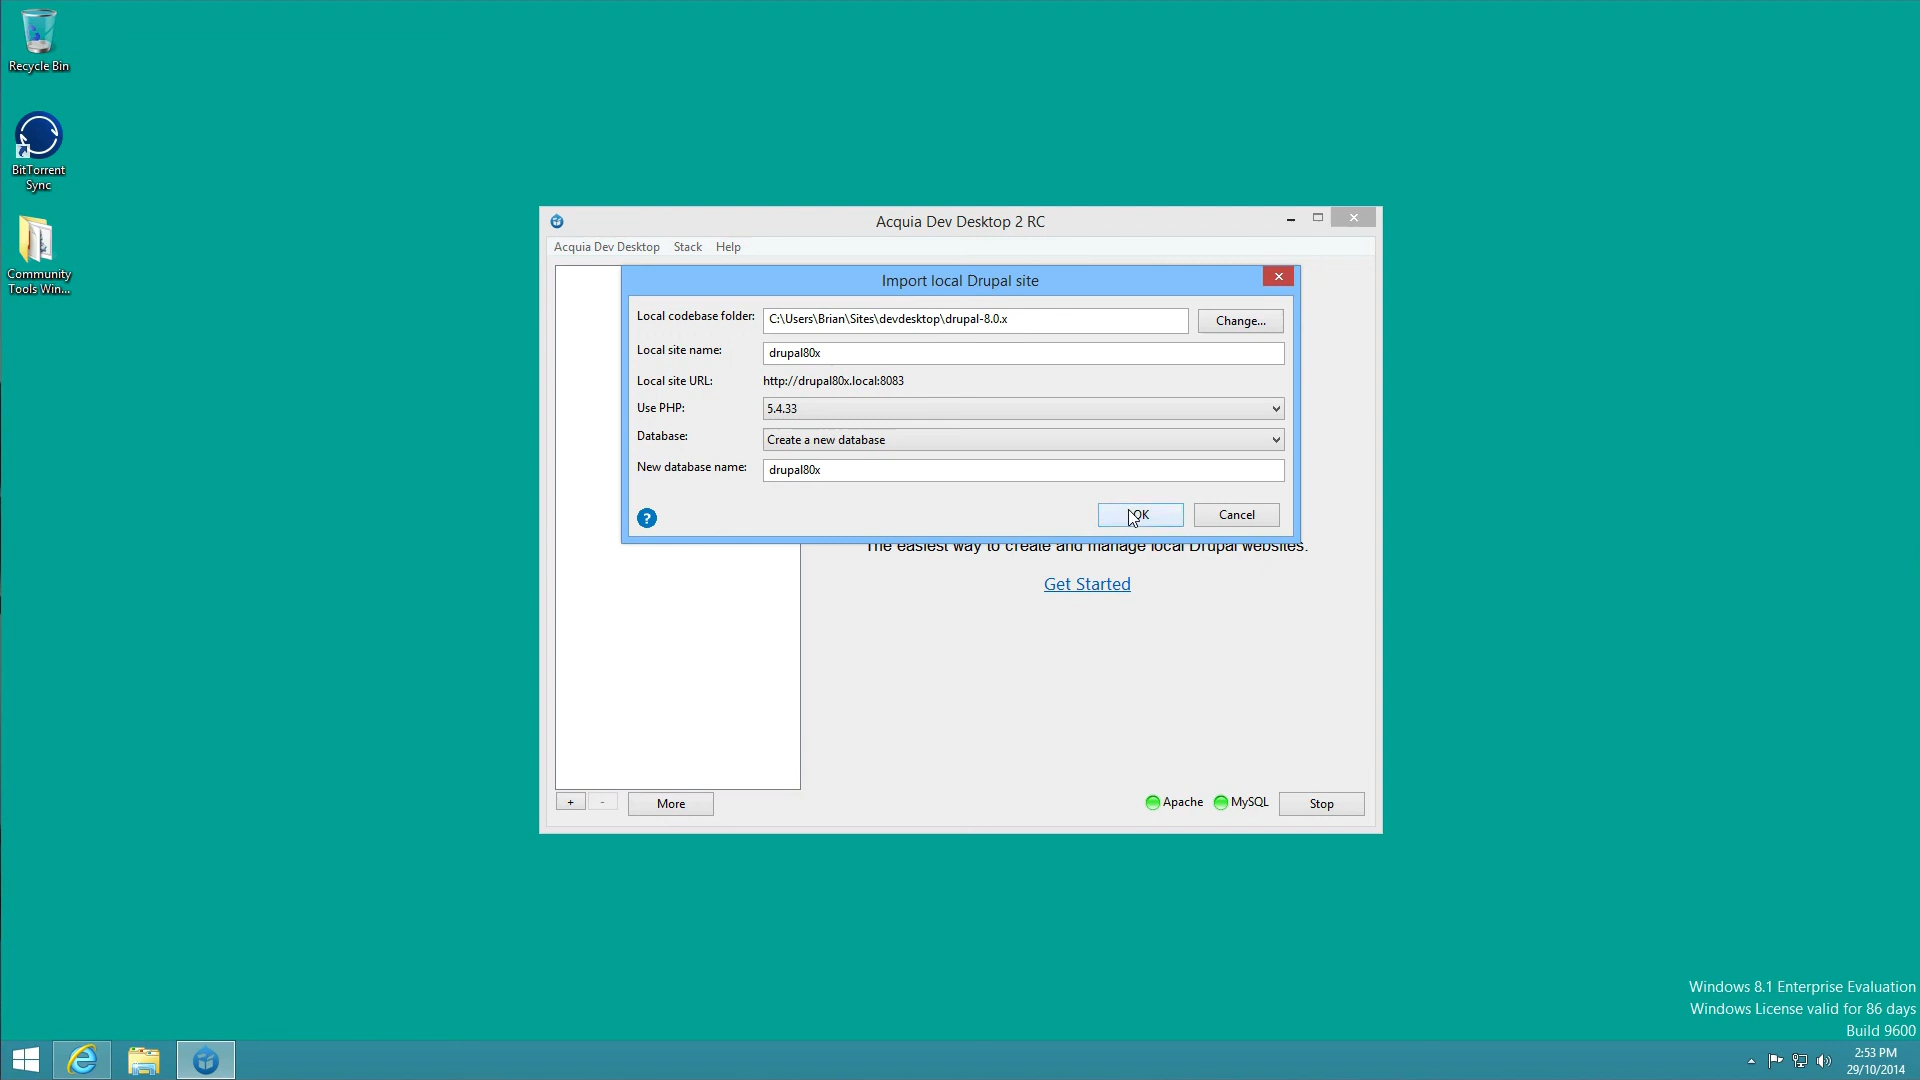 Recycle Bin
BitTorrent
Sync
Community
Tools Win...
Acquia Dev Desktop 2 RC
Acquia Dev Desktop Stack Help
Import local Drupal site
Local codebase folder: C:\Users\Brian\Sites\devdesktop\drupal-8.0.x Change...
Local site name: drupal80x
Local site URL: http://drupal80x.local:8083
Use PHP: 5.4.33
Database: Create a new database
New database name: drupal80x
? OK Cancel
The easiest way to create and manage local Drupal websites.
Get Started
+ - More Apache MySQL Stop
Windows 8.1 Enterprise Evaluation
Windows License valid for 86 days
Build 9600
2:53 PM
29/10/2014